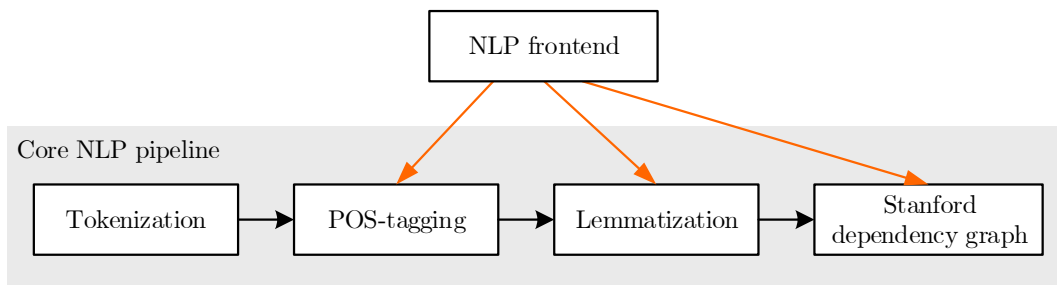 NLP frontend
Core NLP pipeline
Tokenization
POS-tagging
Lemmatization
Stanford
dependency graph